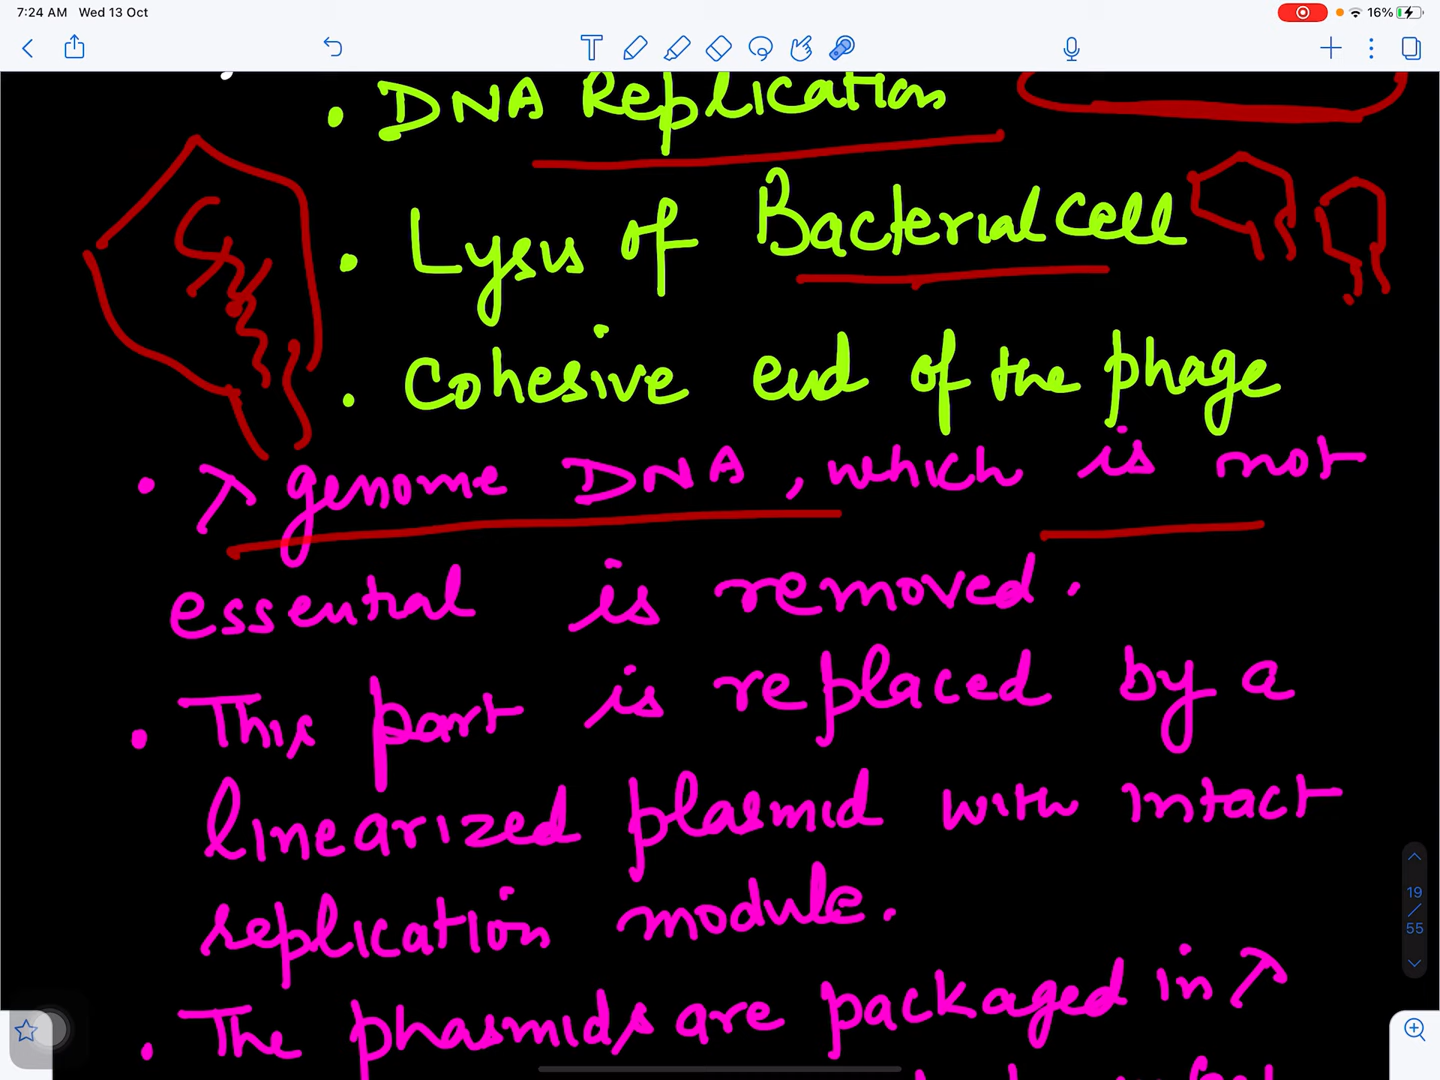 7:24 AM Wed 13 Oct
16%
• DNA Replication
• Lysis of Bacterial Cell
• Cohesive end of the phage
• λ genome DNA, which is not
essential is removed.
• This part is replaced by a
linearized plasmid with intact
replication module.
19
55
• The phasmids are packaged in λ